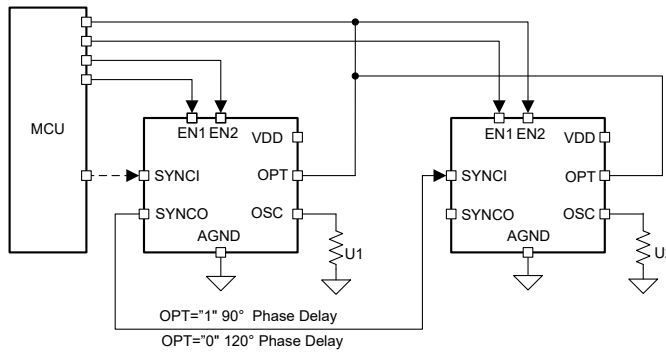 MCU
EN1 EN2
VDD
SYNCI
OPT
SYNCO
OSC
AGND
U1
EN1 EN2
VDD
SYNCI
OPT
SYNCO
OSC
AGND
OPT="1" 90° Phase Delay
OPT="0" 120° Phase Delay